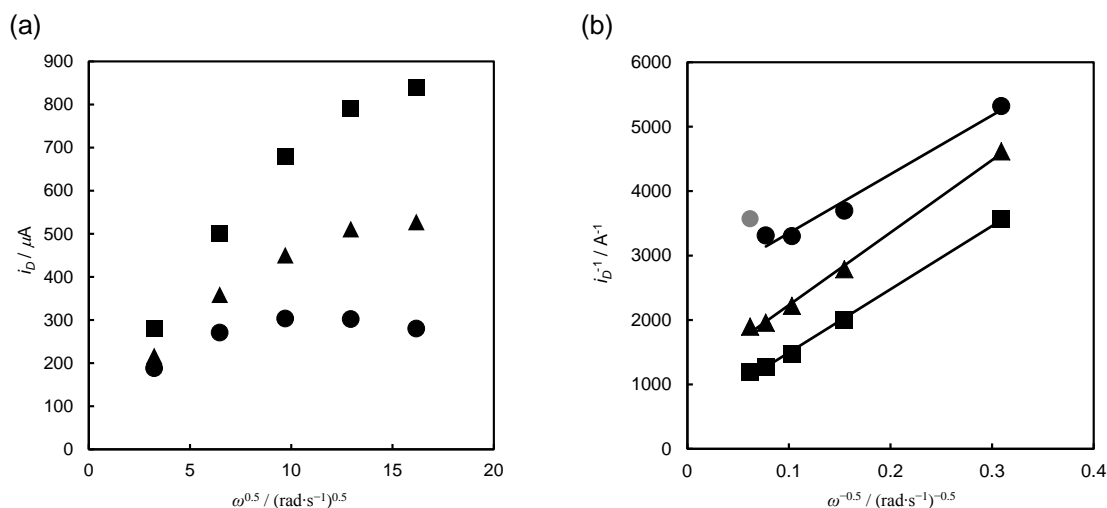 (a)
900
800
700
600
500
400
300
200
100
0
0 5 10 15 20
i_D / μA
ω^0.5 / (rad·s⁻¹)^0.5
(b)
6000
5000
4000
3000
2000
1000
0
0 0.1 0.2 0.3 0.4
i_D^-1 / A^-1
ω^−0.5 / (rad·s⁻¹)^−0.5